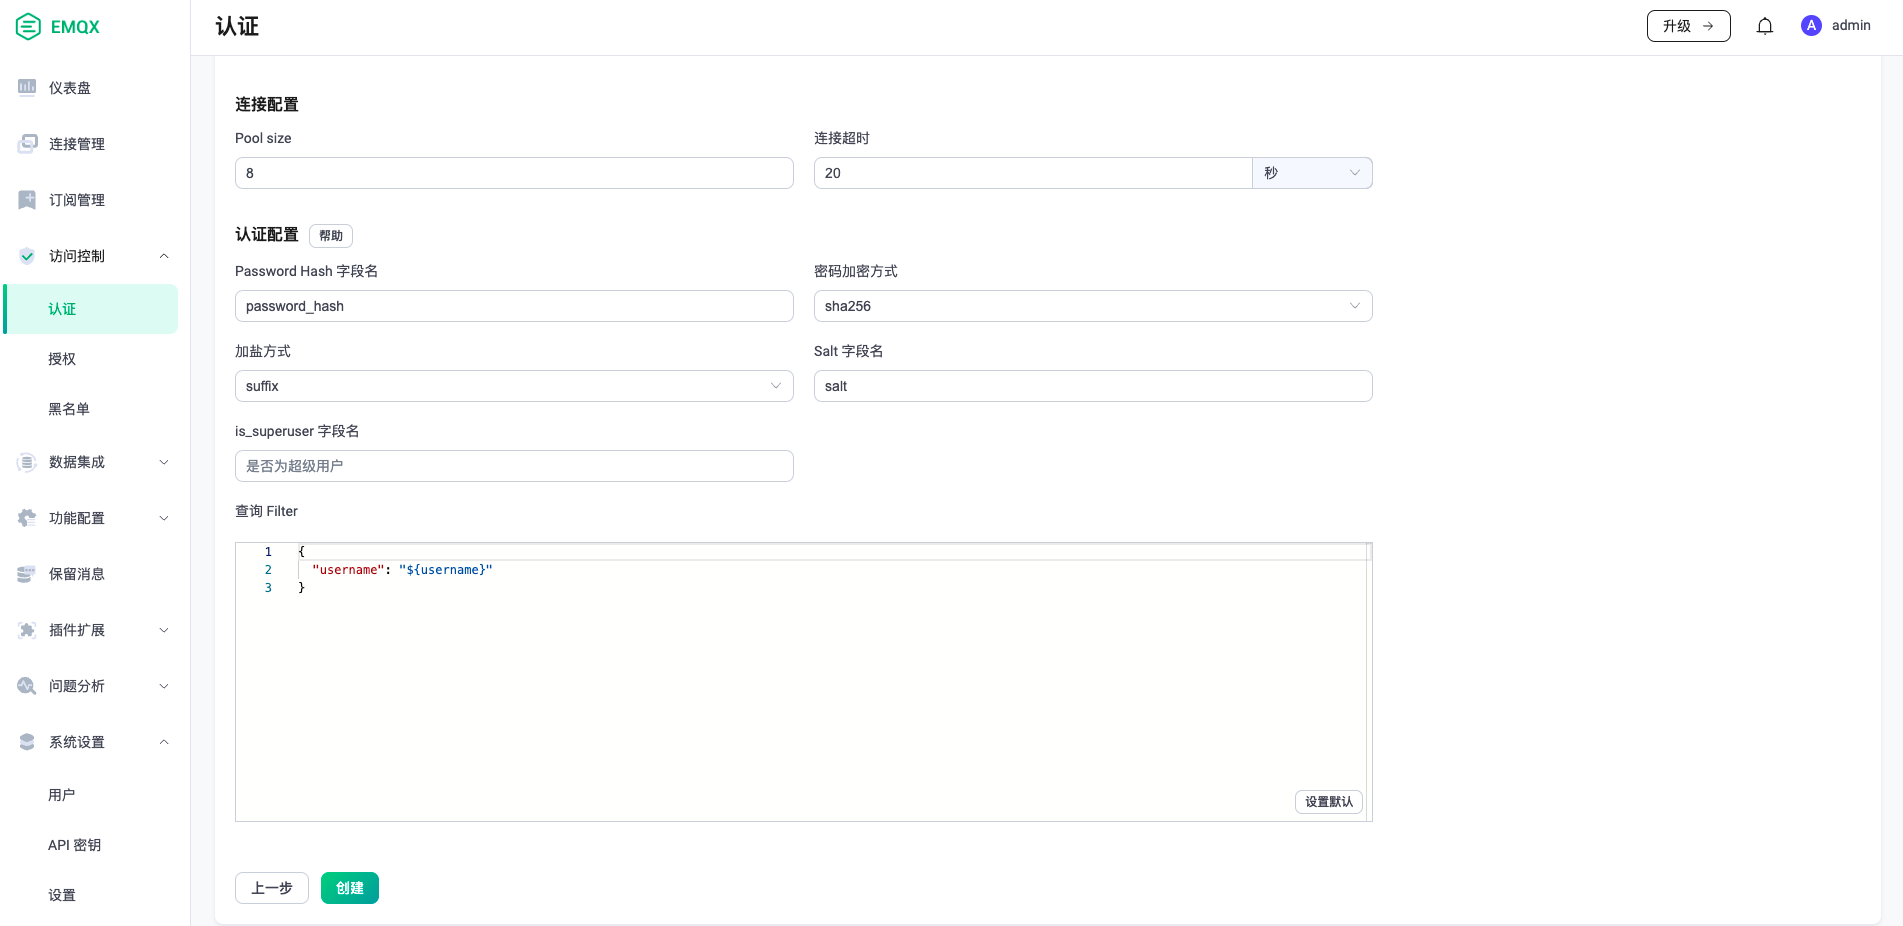 EMQX
认证
升级 →
A admin
仪表盘
连接管理
订阅管理
访问控制
认证
授权
黑名单
数据集成
功能配置
保留消息
插件扩展
问题分析
系统设置
用户
API 密钥
设置
连接配置
Pool size
连接超时
8
20
秒
认证配置
帮助
Password Hash 字段名
密码加密方式
password_hash
sha256
加盐方式
Salt 字段名
suffix
salt
is_superuser 字段名
是否为超级用户
查询 Filter
1 {
2 "username": "${username}"
3 }
设置默认
上一步
创建